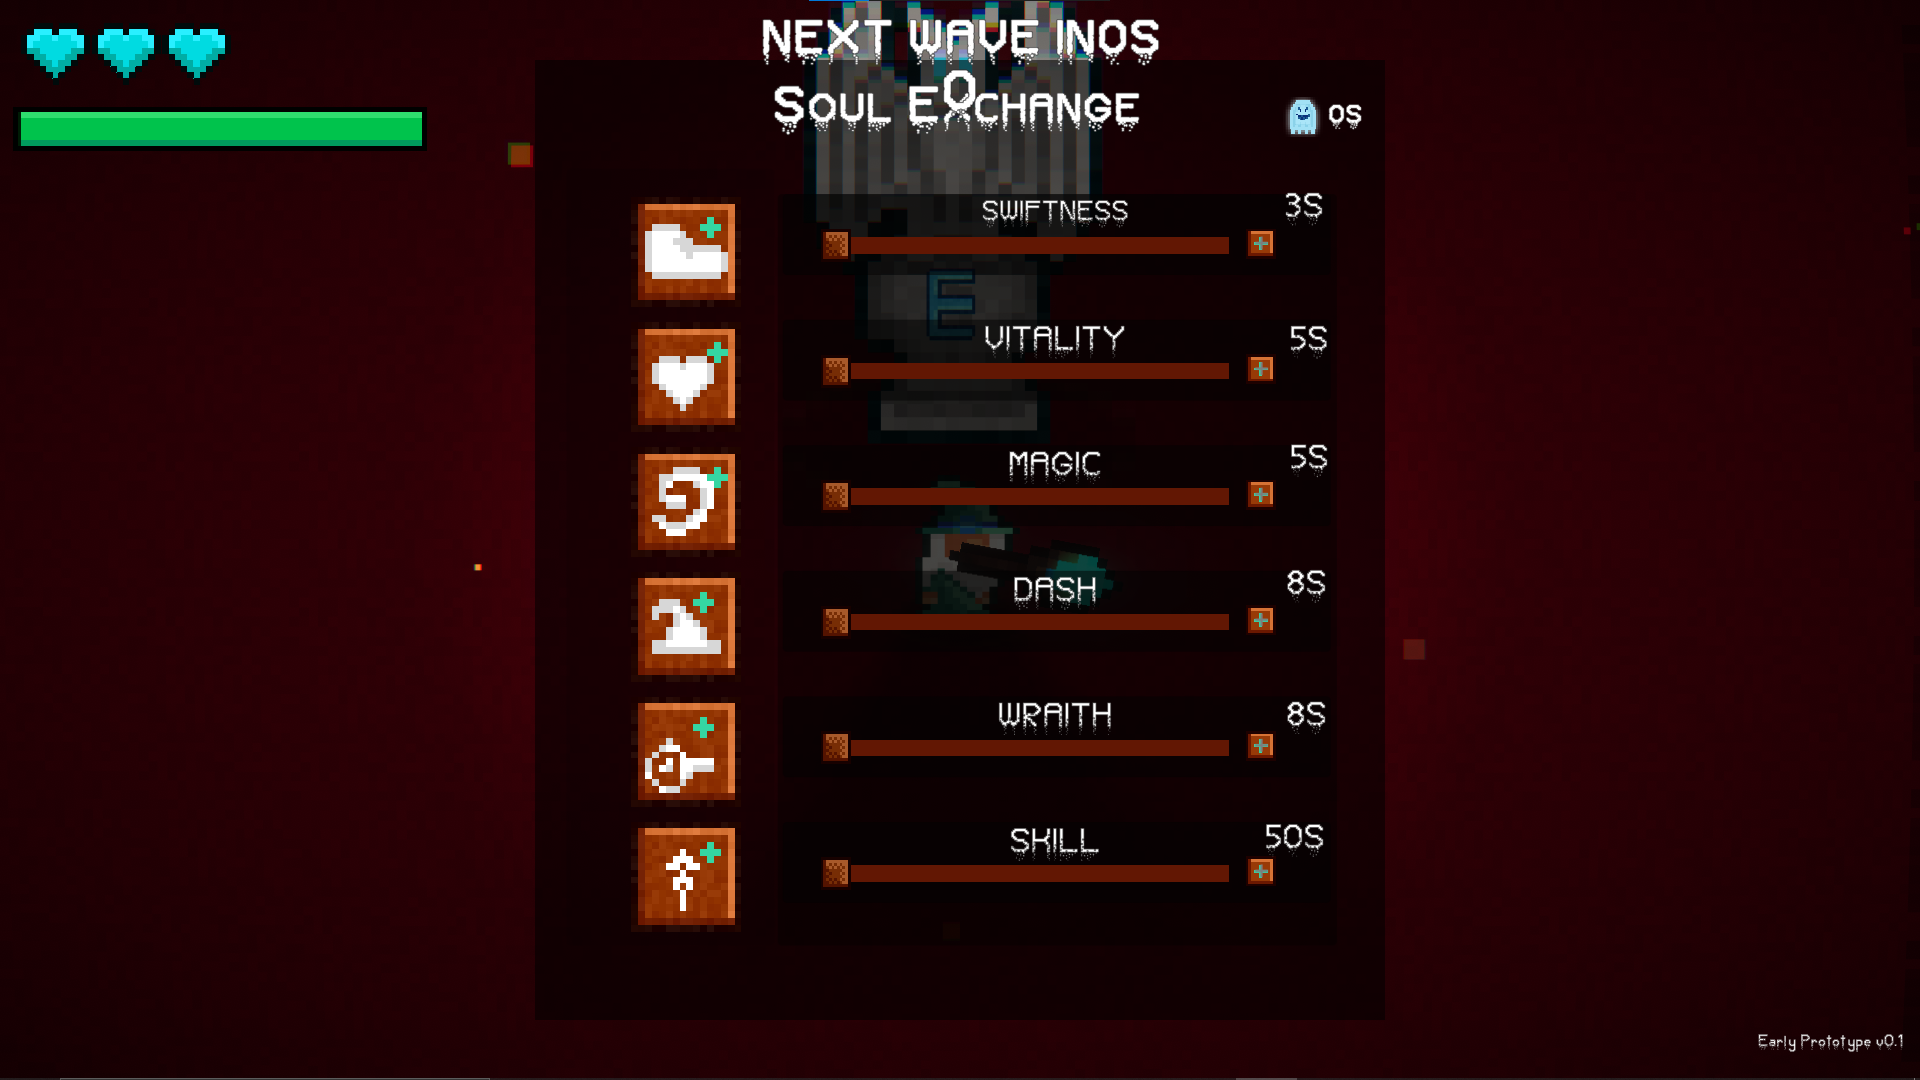 NEXT WAVE IN0S
0
SOUL EXCHANGE
0S
SWIFTNESS
3S
E
VITALITY
5S
MAGIC
5S
DASH
8S
WRAITH
8S
SKILL
50S
Early Prototype v0.1